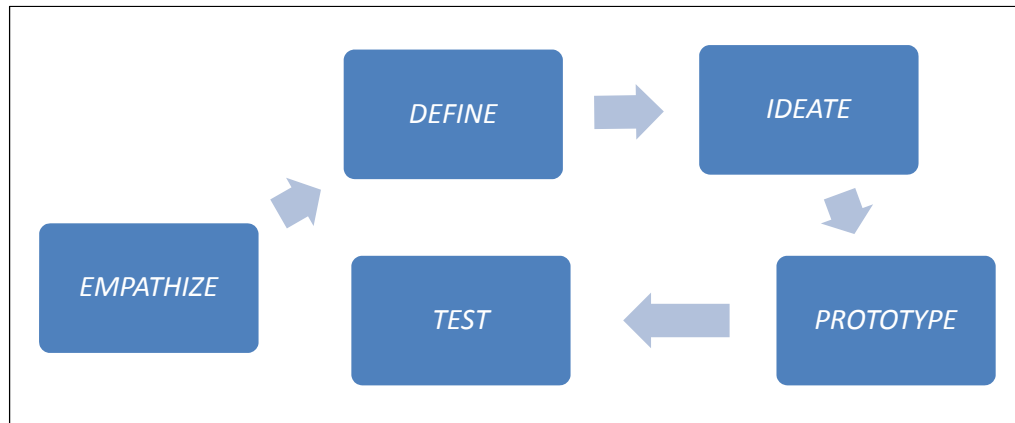 EMPATHIZE
DEFINE
IDEATE
PROTOTYPE
TEST